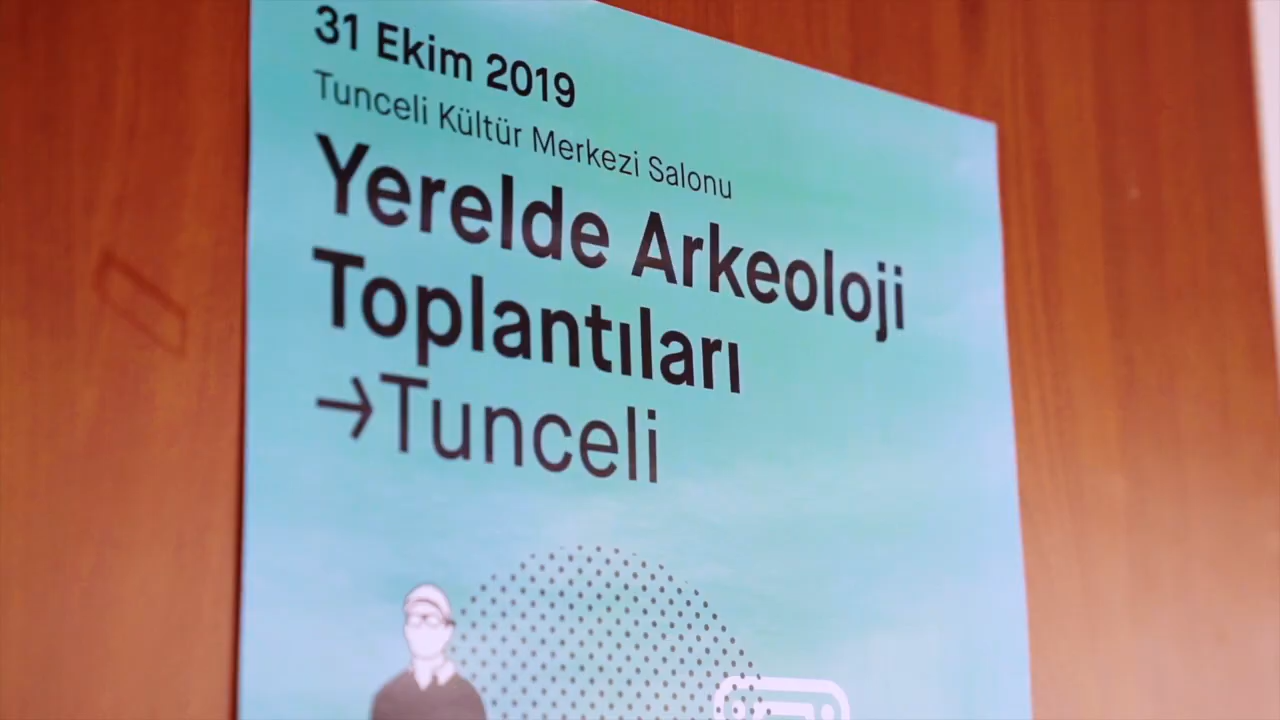 31 Ekim 2019
Tunceli Kültür Merkezi Salonu
Yerelde Arkeoloji
Toplantıları
→Tunceli